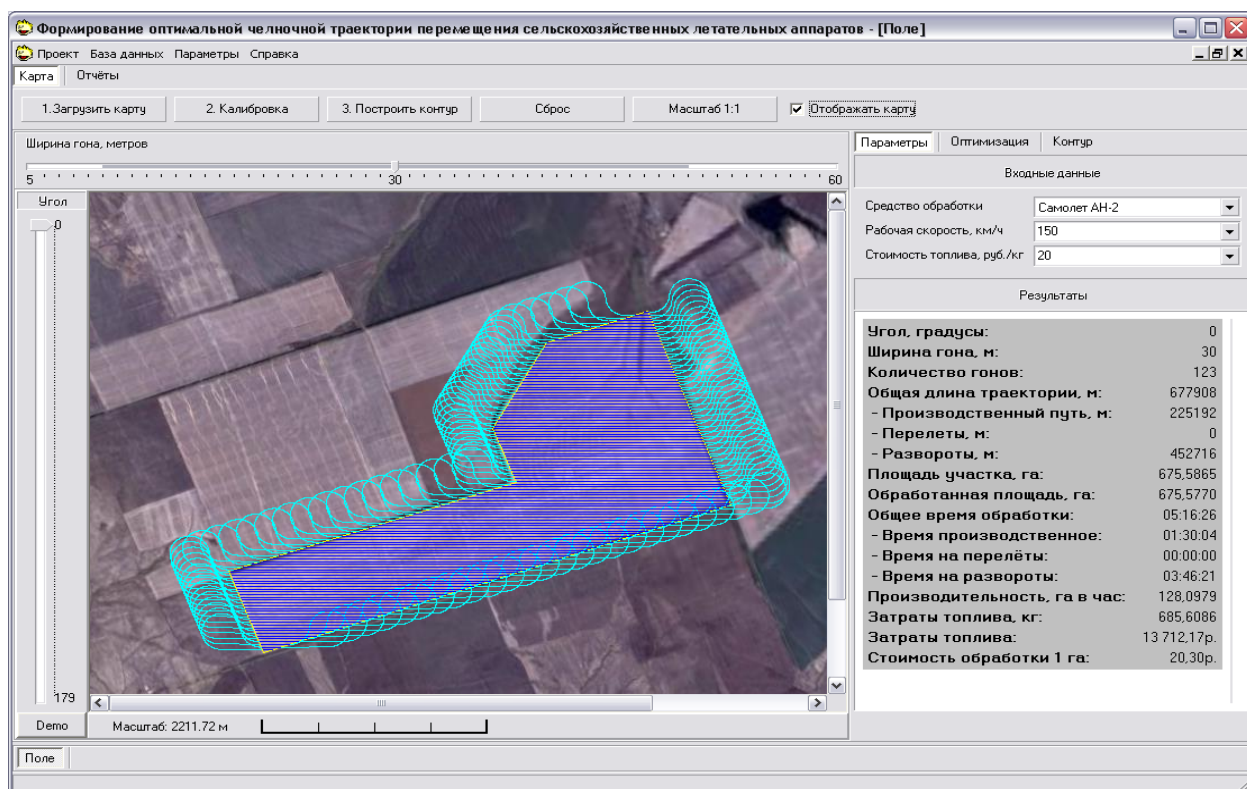 Формирование оптимальной челночной траектории перемещения сельскохозяйственных летательных аппаратов - [Поле]
Проект База данных Параметры Справка
Карта Отчёты
1.Загрузить карту 2. Калибровка 3. Построить контур Сброс Масштаб 1:1 Отображать карту
Ширина гона, метров
5 30 60
Угол
0
179
Demo Масштаб: 2211.72 м
Параметры Оптимизация Контур
Входные данные
Средство обработки Самолет АН-2
Рабочая скорость, км/ч 150
Стоимость топлива, руб./кг 20
Результаты
Угол, градусы: 0
Ширина гона, м: 30
Количество гонов: 123
Общая длина траектории, м: 677908
- Производственный путь, м: 225192
- Перелеты, м: 0
- Развороты, м: 452716
Площадь участка, га: 675,5865
Обработанная площадь, га: 675,5770
Общее время обработки: 05:16:26
- Время производственное: 01:30:04
- Время на перелёты: 00:00:00
- Время на развороты: 03:46:21
Производительность, га в час: 128,0979
Затраты топлива, кг: 685,6086
Затраты топлива: 13 712,17р.
Стоимость обработки 1 га: 20,30р.
Поле